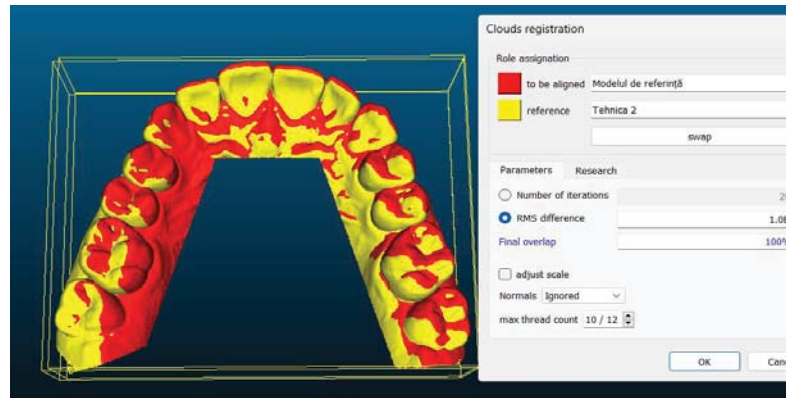 Clouds registration
Role assignation
to be aligned Modelul de referință
reference Tehnica 2
swap
Parameters Research
Number of iterations
RMS difference
Final overlap 100%
adjust scale
Normals Ignored
max thread count 10 / 12
OK